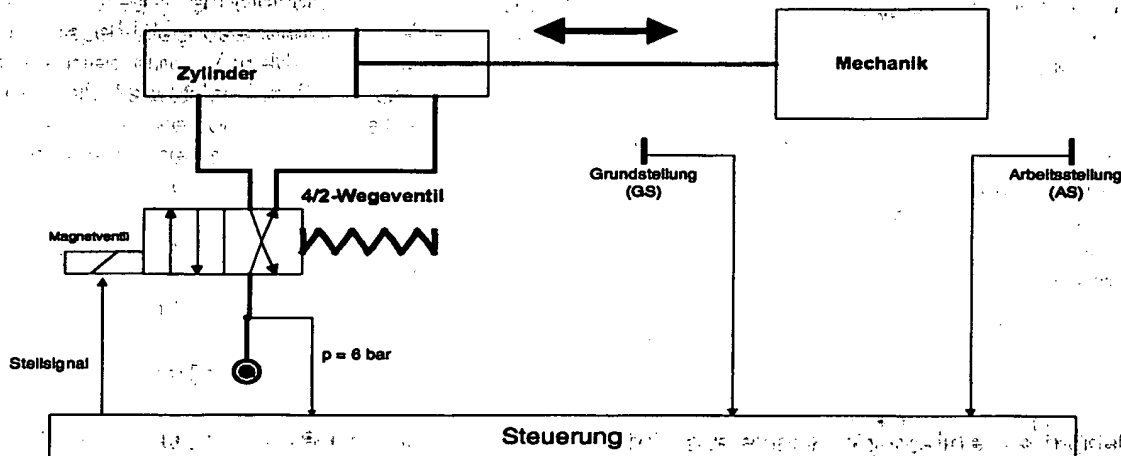 Zylinder
Mechanik
Grundstellung
(GS)
Arbeitsstellung
(AS)
4/2-Wegeventil
Magnetventil
Stellsignal
p = 6 bar
Steuerung